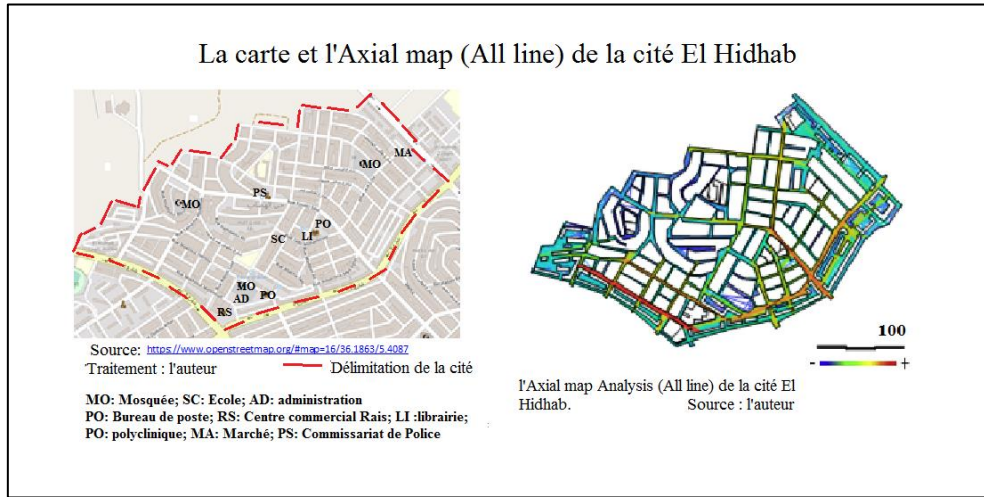 La carte et l'Axial map (All line) de la cité El Hidhab
MO
MA
PS
MO
PO
SC
LI
MO
AD
PO
RS
Source: https://www.openstreetmap.org/#map=16/36.1863/5.4087
Traitement : l'auteur
Délimitation de la cité
MO: Mosquée; SC: Ecole; AD: administration
PO: Bureau de poste; RS: Centre commercial Rais; LI :librairie;
PO: polyclinique; MA: Marché; PS: Commissariat de Police
100
- +
l'Axial map Analysis (All line) de la cité El
Hidhab. Source : l'auteur